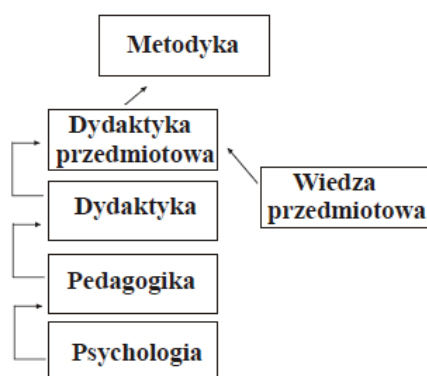 Metodyka
Dydaktyka
przedmiotowa
Wiedza
przedmiotowa
Dydaktyka
Pedagogika
Psychologia